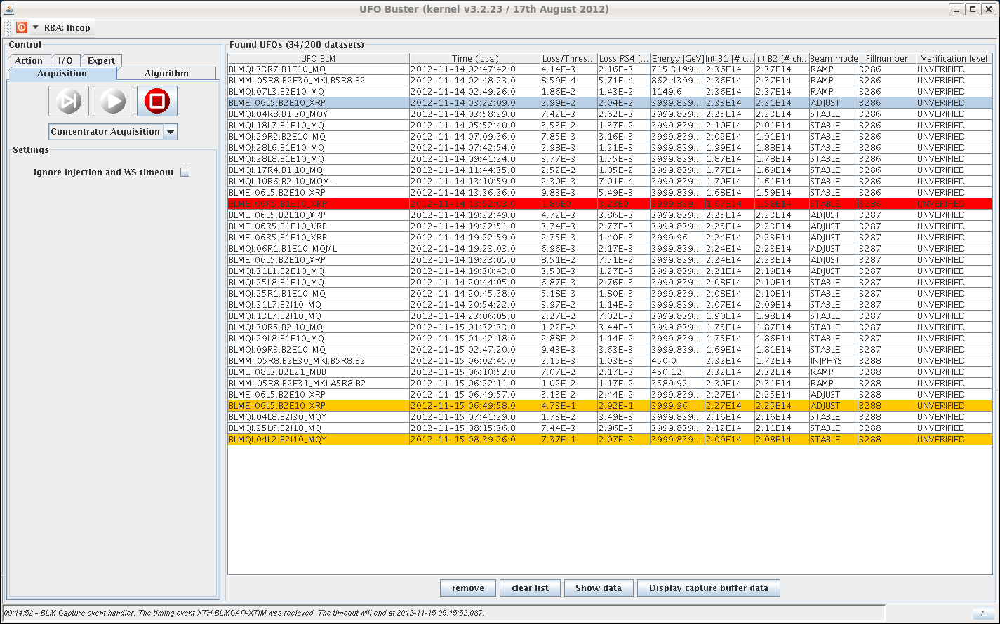 UFO Buster (kernel v3.2.23 / 17th August 2012)
RBA: lhcop
Control
Action I/O Expert
Acquisition Algorithm
Concentrator Acquisition
Settings
Ignore Injection and WS timeout
Found UFOs (34/200 datasets)
UFO BLM Time (local) Loss/Thres... Loss RS4 [... Energy [GeV] Int B1 [# c... Int B2 [# ch... Beam mode Fillnumber Verification level
BLMQI.33R7.B1E10_MQ 2012-11-14 02:47:42.0 4.14E-3 2.16E-3 715.3199... 2.36E14 2.37E14 RAMP 3286 UNVERIFIED
BLMMI.05R8.B2E30_MKI.B5R8.B2 2012-11-14 02:48:23.0 8.59E-4 5.71E-4 862.4399... 2.36E14 2.37E14 RAMP 3286 UNVERIFIED
BLMQI.07L3.B2E10_MQ 2012-11-14 02:49:26.0 1.86E-2 1.43E-2 1149.6 2.36E14 2.37E14 RAMP 3286 UNVERIFIED
BLMEI.06L5.B2E10_XRP 2012-11-14 03:22:09.0 2.99E-2 2.04E-2 3999.839... 2.33E14 2.31E14 ADJUST 3286 UNVERIFIED
BLMQI.04R8.B1I30_MQY 2012-11-14 03:58:29.0 7.42E-3 2.62E-3 3999.839... 2.25E14 2.23E14 STABLE 3286 UNVERIFIED
BLMQI.18L7.B1E10_MQ 2012-11-14 05:52:40.0 3.53E-2 1.37E-2 3999.839... 2.10E14 2.01E14 STABLE 3286 UNVERIFIED
BLMQI.29R2.B2E10_MQ 2012-11-14 07:09:36.0 7.85E-3 3.16E-3 3999.839... 2.02E14 1.91E14 STABLE 3286 UNVERIFIED
BLMQI.28L6.B1E10_MQ 2012-11-14 07:42:54.0 2.98E-3 1.21E-3 3999.839... 1.99E14 1.88E14 STABLE 3286 UNVERIFIED
BLMQI.28L8.B1E10_MQ 2012-11-14 09:41:24.0 3.77E-3 1.55E-3 3999.839... 1.87E14 1.78E14 STABLE 3286 UNVERIFIED
BLMQI.17R4.B1I10_MQ 2012-11-14 11:44:35.0 2.52E-2 1.05E-2 3999.839... 1.77E14 1.69E14 STABLE 3286 UNVERIFIED
BLMQI.10R6.B2I10_MQML 2012-11-14 13:10:59.0 2.30E-3 7.01E-4 3999.839... 1.70E14 1.61E14 STABLE 3286 UNVERIFIED
BLMEI.06L5.B2E10_XRP 2012-11-14 13:36:36.0 9.83E-3 5.49E-3 3999.839... 1.68E14 1.59E14 STABLE 3286 UNVERIFIED
BLMEI.06R5.B1E10_XRP 2012-11-14 13:52:03.0 1.86E0 3.23E0 3999.839... 1.67E14 1.58E14 STABLE 3286 UNVERIFIED
BLMEI.06L5.B2E10_XRP 2012-11-14 19:22:49.0 4.72E-3 3.86E-3 3999.839... 2.25E14 2.23E14 ADJUST 3287 UNVERIFIED
BLMEI.06R5.B1E10_XRP 2012-11-14 19:22:51.0 3.74E-3 2.77E-3 3999.839... 2.25E14 2.23E14 ADJUST 3287 UNVERIFIED
BLMEI.06R5.B1E10_XRP 2012-11-14 19:22:59.0 2.75E-3 1.40E-3 3999.96 2.24E14 2.23E14 ADJUST 3287 UNVERIFIED
BLMQI.06R1.B1E10_MQML 2012-11-14 19:23:03.0 6.96E-3 2.17E-3 3999.839... 2.24E14 2.23E14 ADJUST 3287 UNVERIFIED
BLMEI.06L5.B2E10_XRP 2012-11-14 19:23:05.0 8.51E-2 7.51E-2 3999.839... 2.24E14 2.23E14 ADJUST 3287 UNVERIFIED
BLMQI.31L1.B2E10_MQ 2012-11-14 19:30:43.0 3.50E-3 1.27E-3 3999.839... 2.21E14 2.19E14 ADJUST 3287 UNVERIFIED
BLMQI.25L8.B1E10_MQ 2012-11-14 20:44:05.0 6.87E-3 2.76E-3 3999.839... 2.08E14 2.10E14 STABLE 3287 UNVERIFIED
BLMQI.25R1.B1E10_MQ 2012-11-14 20:45:38.0 5.18E-3 1.80E-3 3999.839... 2.08E14 2.10E14 STABLE 3287 UNVERIFIED
BLMQI.31L7.B2I10_MQ 2012-11-14 20:54:22.0 3.97E-2 1.14E-2 3999.839... 2.07E14 2.09E14 STABLE 3287 UNVERIFIED
BLMQI.13L7.B2I10_MQ 2012-11-14 23:06:05.0 2.27E-2 7.02E-3 3999.839... 1.90E14 1.98E14 STABLE 3287 UNVERIFIED
BLMQI.30R5.B2I10_MQ 2012-11-15 01:32:33.0 1.22E-2 3.44E-3 3999.839... 1.75E14 1.87E14 STABLE 3287 UNVERIFIED
BLMQI.29L8.B1E10_MQ 2012-11-15 01:42:18.0 2.88E-2 1.14E-2 3999.839... 1.75E14 1.86E14 STABLE 3287 UNVERIFIED
BLMQI.09R3.B2E10_MQ 2012-11-15 02:47:20.0 9.43E-3 3.63E-3 3999.839... 1.69E14 1.81E14 STABLE 3287 UNVERIFIED
BLMMI.05R8.B2E30_MKI.B5R8.B2 2012-11-15 06:02:45.0 2.15E-3 1.03E-3 450.0 2.32E14 1.72E14 INJPHYS 3288 UNVERIFIED
BLMEI.08L3.B2E21_MBB 2012-11-15 06:10:52.0 7.07E-2 2.17E-3 450.12 2.32E14 2.32E14 RAMP 3288 UNVERIFIED
BLMMI.05R8.B2E31_MKI.A5R8.B2 2012-11-15 06:22:11.0 1.02E-2 1.17E-2 3589.92 2.30E14 2.31E14 RAMP 3288 UNVERIFIED
BLMEI.06L5.B2E10_XRP 2012-11-15 06:49:57.0 3.13E-2 2.44E-2 3999.839... 2.27E14 2.25E14 ADJUST 3288 UNVERIFIED
BLMEI.06L5.B2E10_XRP 2012-11-15 06:49:58.0 4.73E-1 2.92E-1 3999.96 2.27E14 2.25E14 ADJUST 3288 UNVERIFIED
BLMQI.04L8.B2I30_MQY 2012-11-15 07:41:29.0 1.73E-2 3.49E-3 3999.839... 2.16E14 2.16E14 STABLE 3288 UNVERIFIED
BLMQI.25L6.B2I10_MQ 2012-11-15 08:15:36.0 7.44E-3 2.96E-3 3999.839... 2.12E14 2.11E14 STABLE 3288 UNVERIFIED
BLMQI.04L2.B2I10_MQY 2012-11-15 08:39:26.0 7.37E-1 2.07E-2 3999.839... 2.09E14 2.08E14 STABLE 3288 UNVERIFIED
remove clear list Show data Display capture buffer data
09:14:52 - BLM Capture event handler: The timing event XTH.BLMCAP-XTIM was recieved. The timeout will end at 2012-11-15 09:15:52.087.